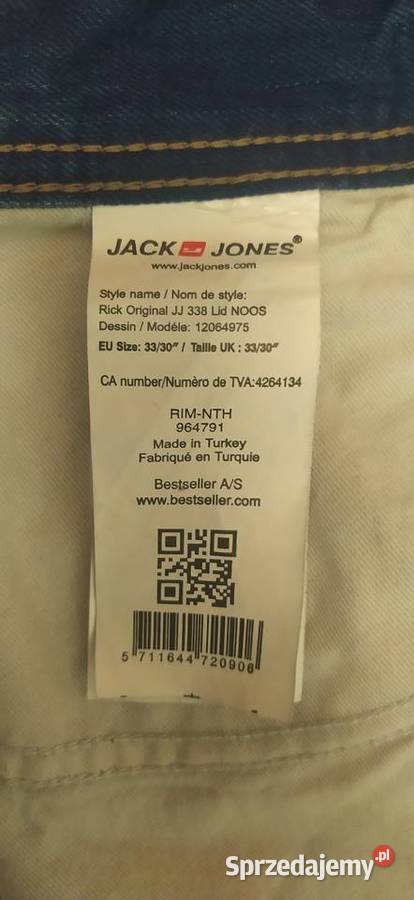 JACK JONES®
www.jackjones.com
Style name / Nom de style:
Rick Original JJ 338 Lid NOOS
Dessin / Modéle: 12064975
EU Size: 33/30″ / Taille UK : 33/30″
CA number/Numèro de TVA:4264134
RIM-NTH
964791
Made in Turkey
Fabriqué en Turquie
Bestseller A/S
www.bestseller.com
5 711644 720906
Sprzedajemy.pl